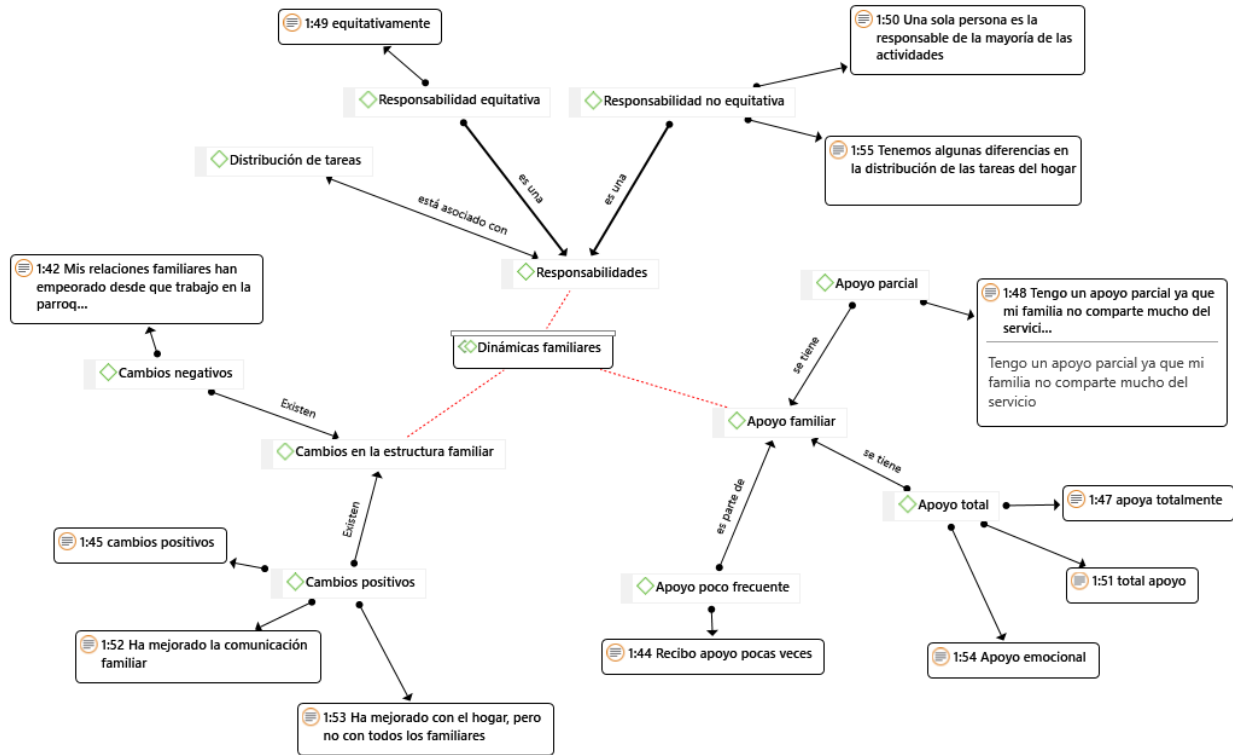 1:49 equitativamente
1:50 Una sola persona es la
responsable de la mayoría de las
actividades
Responsabilidad equitativa
Responsabilidad no equitativa
Distribución de tareas
1:55 Tenemos algunas diferencias en
la distribución de las tareas del hogar
es una
es una
está asociado con
Responsabilidades
1:42 Mis relaciones familiares han
empeorado desde que trabajo en la
parroq...
Apoyo parcial
1:48 Tengo un apoyo parcial ya que
mi familia no comparte mucho del
servici...
Tengo un apoyo parcial ya que mi
familia no comparte mucho del
servicio
Dinámicas familiares
se tiene
Cambios negativos
Existen
Apoyo familiar
Cambios en la estructura familiar
se tiene
es parte de
Existen
Apoyo total
1:47 apoya totalmente
1:45 cambios positivos
Cambios positivos
Apoyo poco frecuente
1:51 total apoyo
1:52 Ha mejorado la comunicación
familiar
1:44 Recibo apoyo pocas veces
1:54 Apoyo emocional
1:53 Ha mejorado con el hogar, pero
no con todos los familiares